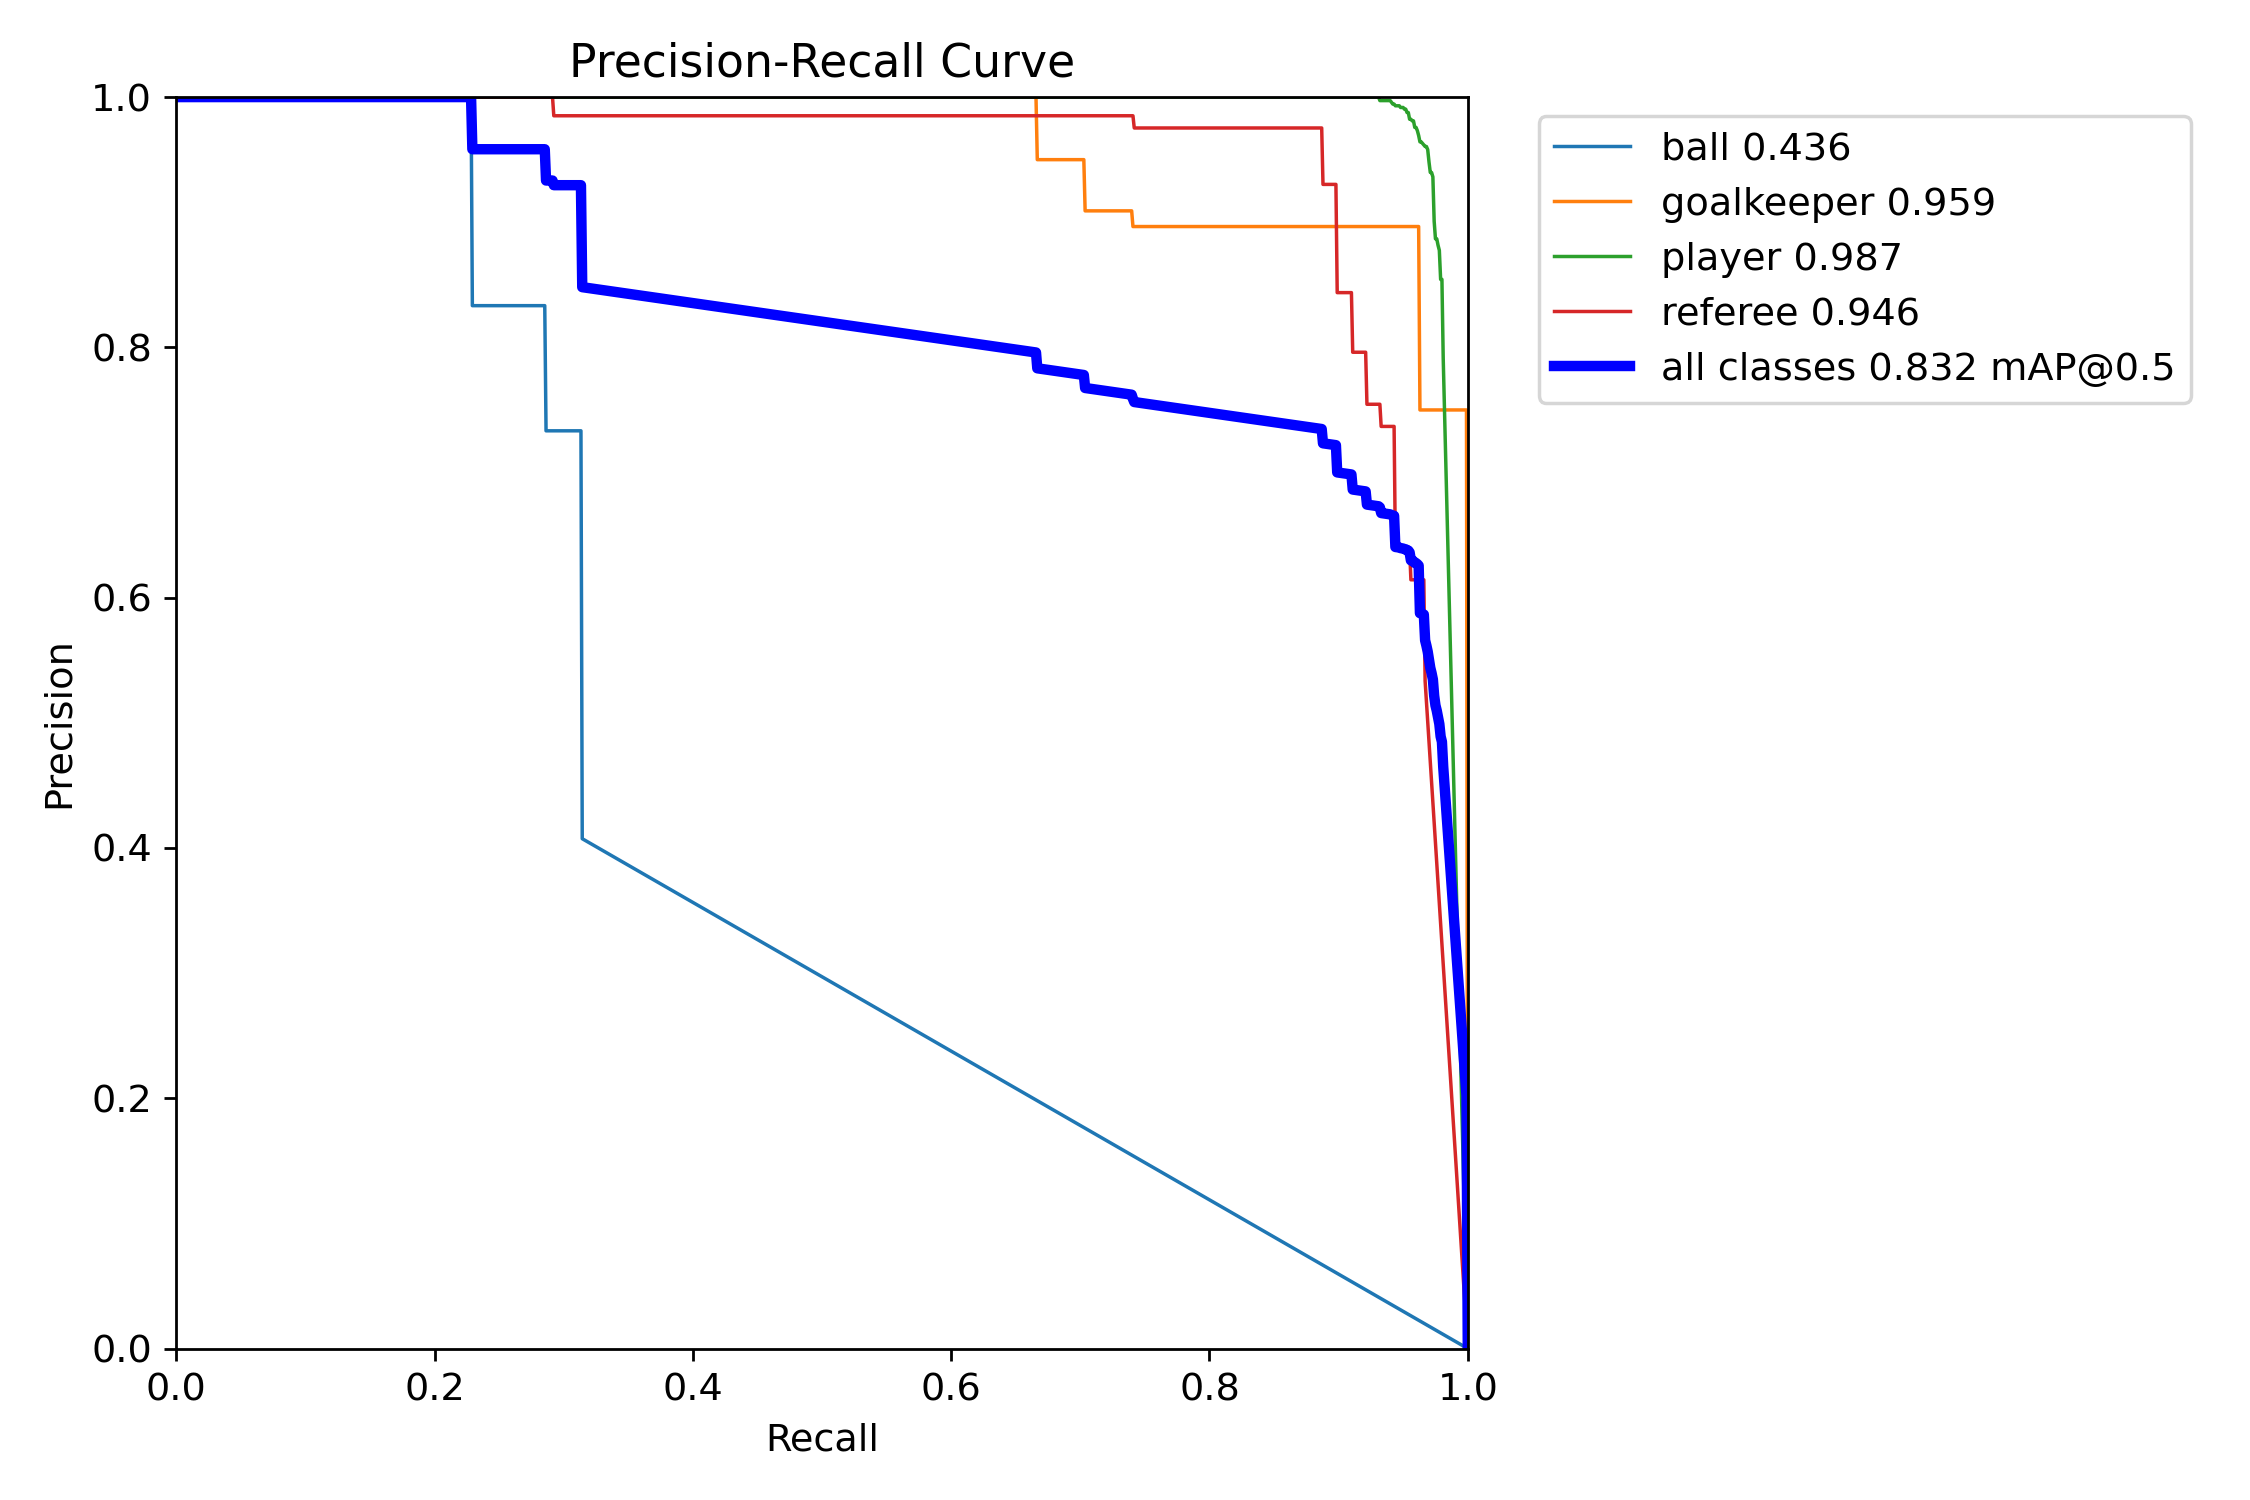 Precision-Recall Curve
1.0
0.8
0.6
0.4
0.2
0.0
Precision
0.0 0.2 0.4 0.6 0.8 1.0
Recall
ball 0.436
goalkeeper 0.959
player 0.987
referee 0.946
all classes 0.832 mAP@0.5